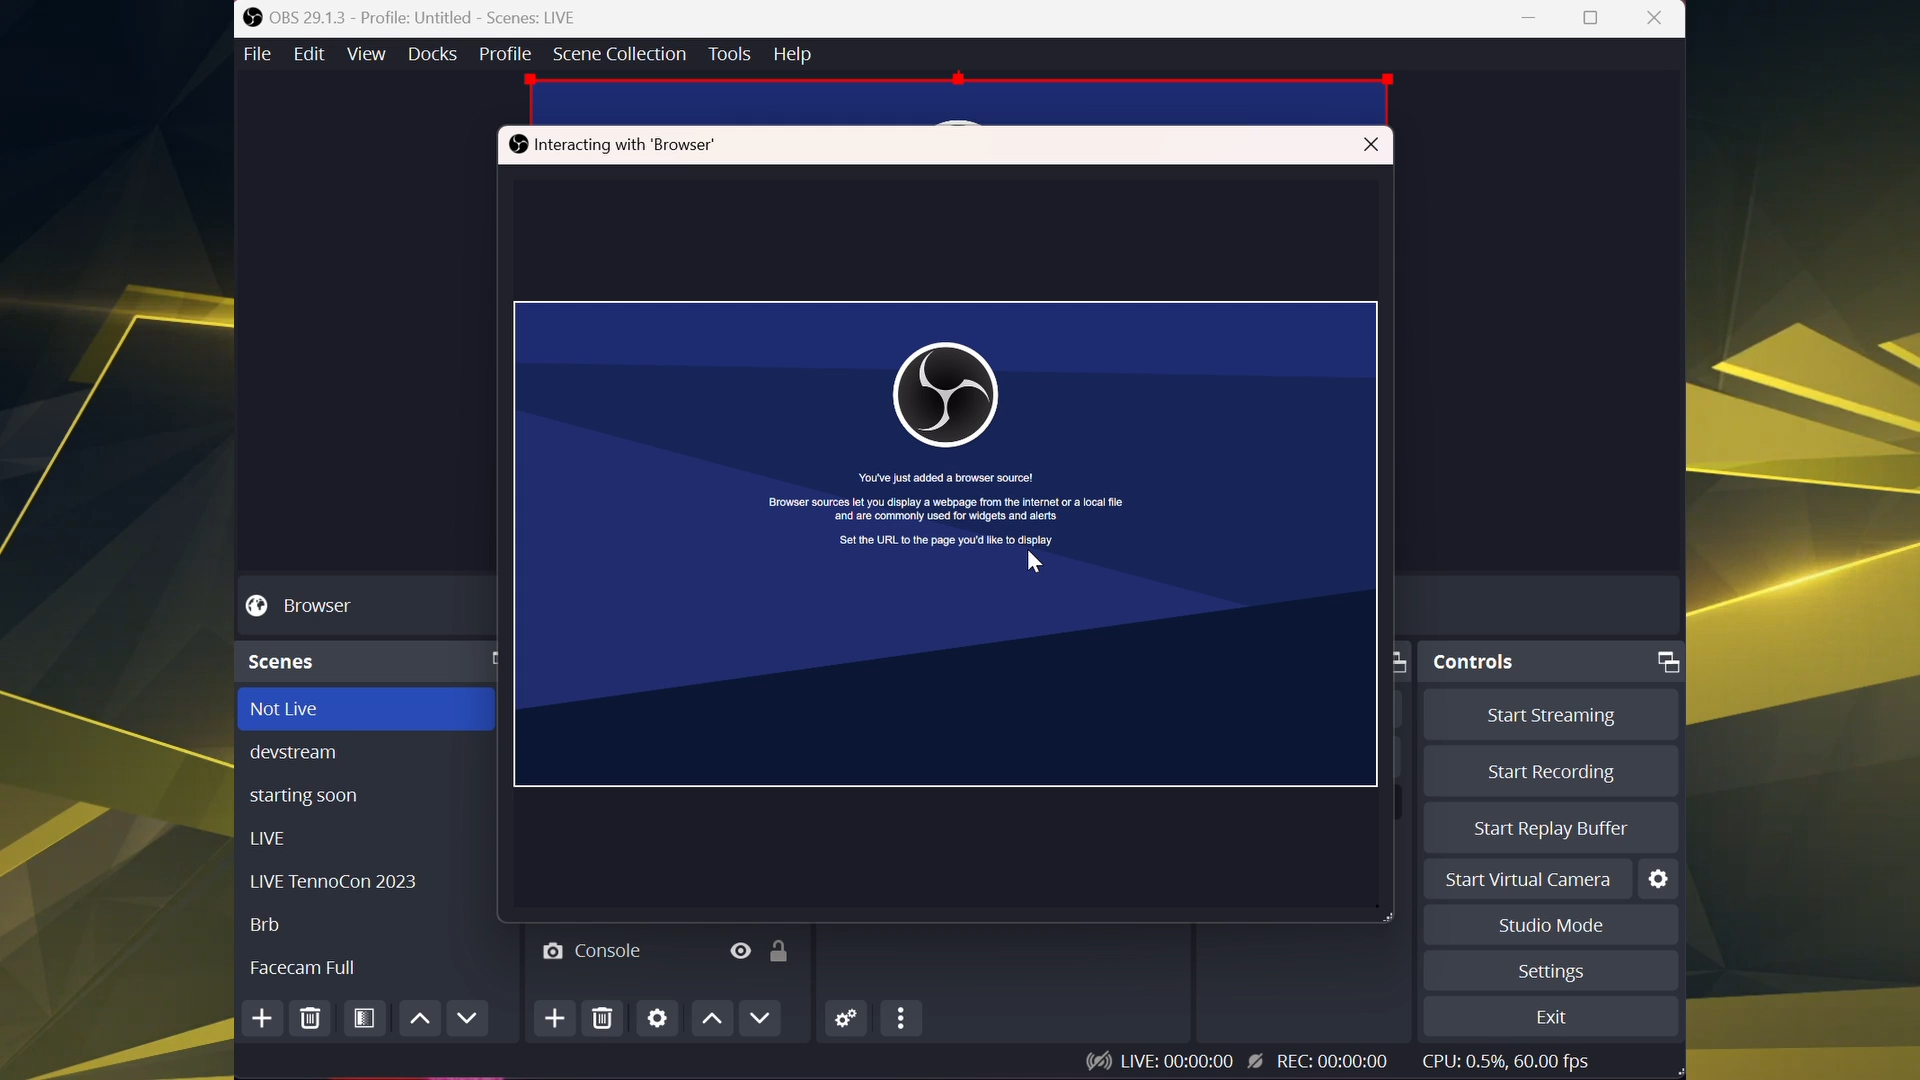 OBS 29.1.3 - Profile: Untitled - Scenes: LIVE
File Edit View Docks Profile Scene Collection Tools Help
Interacting with 'Browser'
You've just added a browser source!
Browser sources let you display a webpage from the internet or a local file
and are commonly used for widgets and alerts
Set the URL to the page you'd like to display
Browser
Scenes
Not Live
devstream
starting soon
LIVE
LIVE TennoCon 2023
Brb
Facecam Full
Console
Controls
Start Streaming
Start Recording
Start Replay Buffer
Start Virtual Camera
Studio Mode
Settings
Exit
LIVE: 00:00:00 REC: 00:00:00 CPU: 0.5%, 60.00 fps